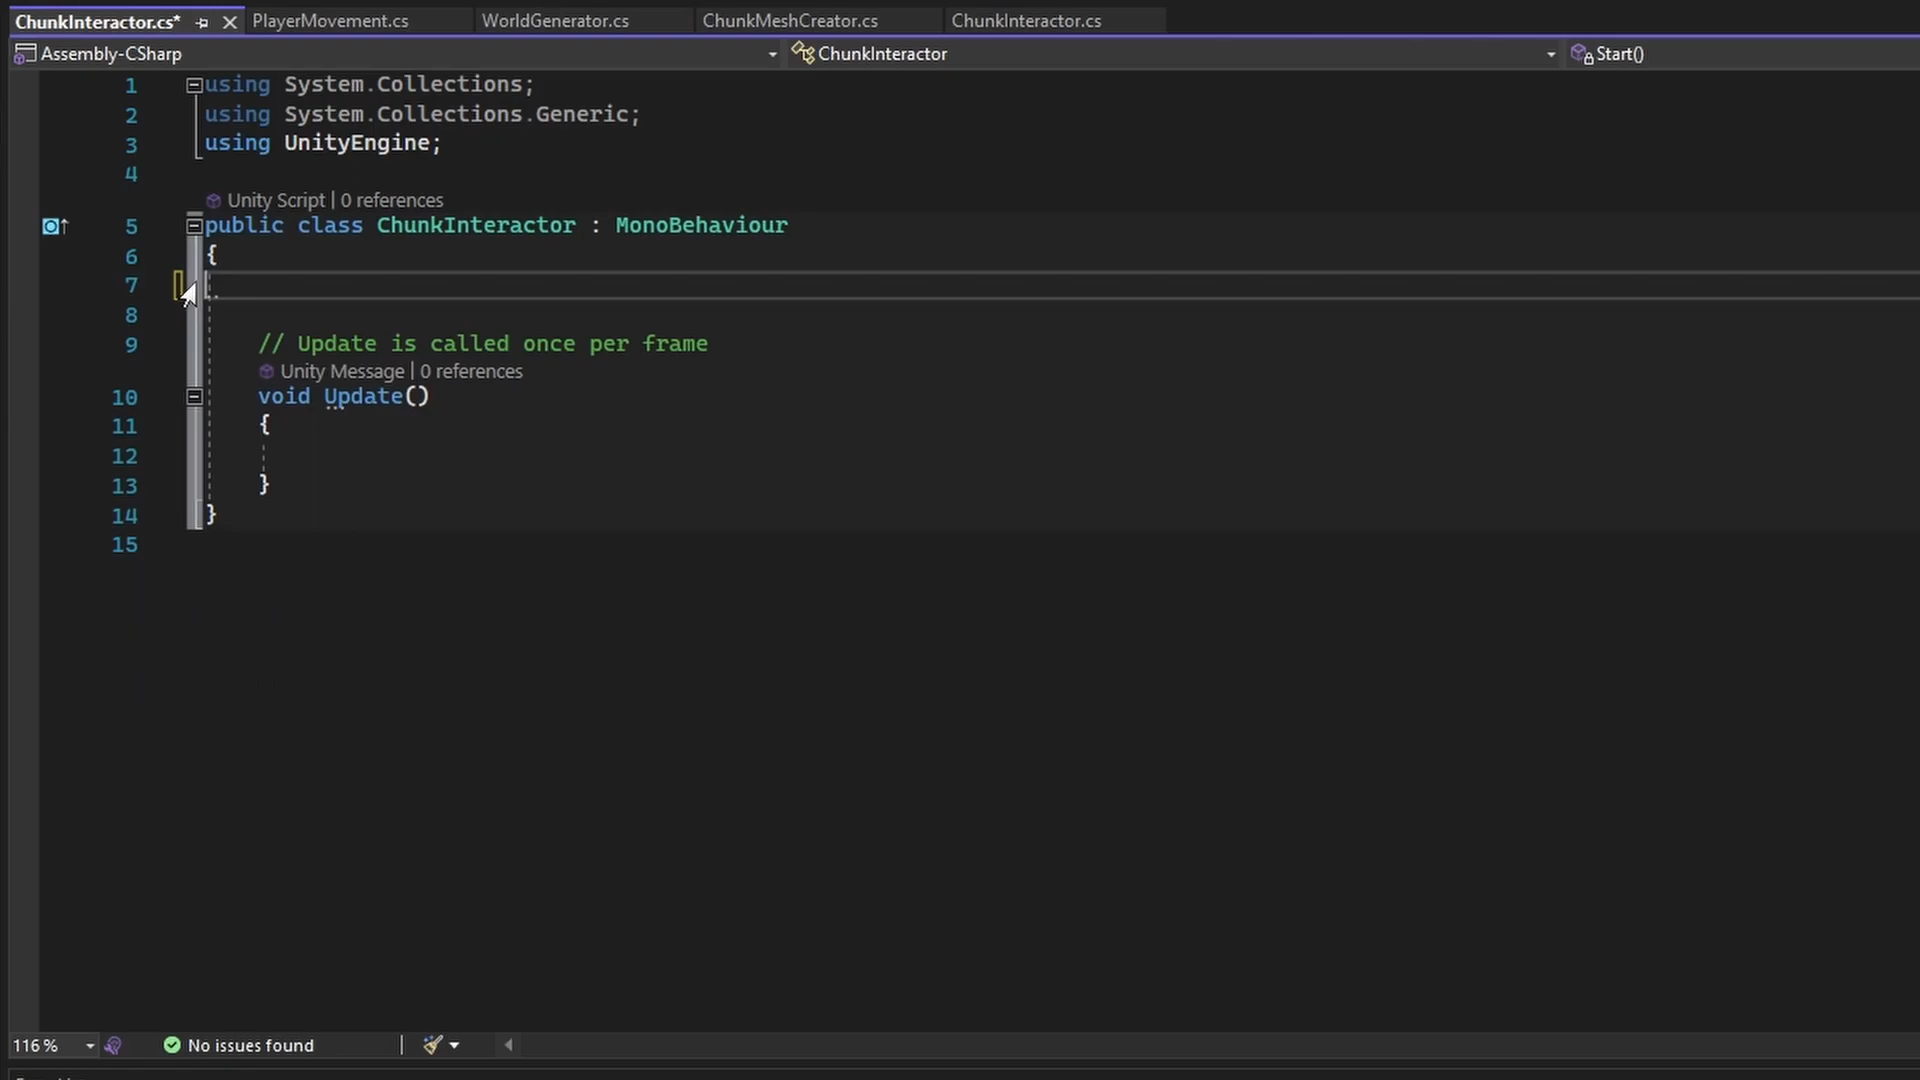 ChunkInteractor.cs* PlayerMovement.cs WorldGenerator.cs ChunkMeshCreator.cs ChunkInteractor.cs
Assembly-CSharp ChunkInteractor Start()
1 using System.Collections;
2 using System.Collections.Generic;
3 using UnityEngine;
4
Unity Script | 0 references
5 public class ChunkInteractor : MonoBehaviour
6 {
7
8
9 // Update is called once per frame
Unity Message | 0 references
10 void Update()
11 {
12
13 }
14 }
15
116 % No issues found